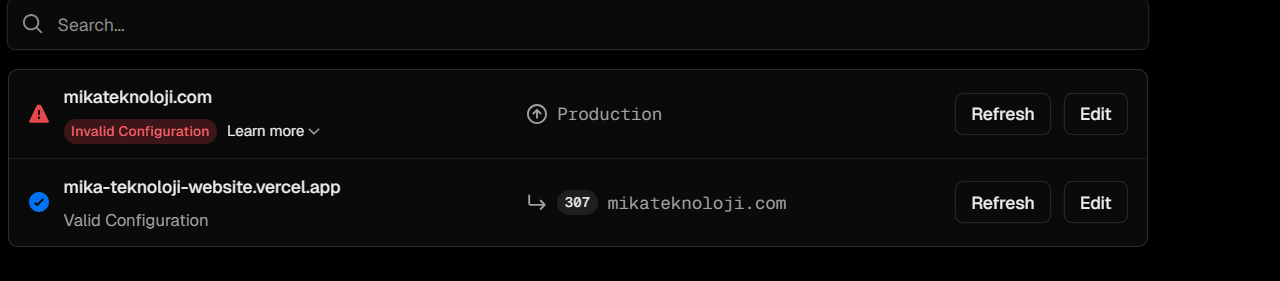 Search...
mikateknoloji.com
Invalid Configuration Learn more
Production
Refresh Edit
mika-teknoloji-website.vercel.app
Valid Configuration
307 mikateknoloji.com
Refresh Edit